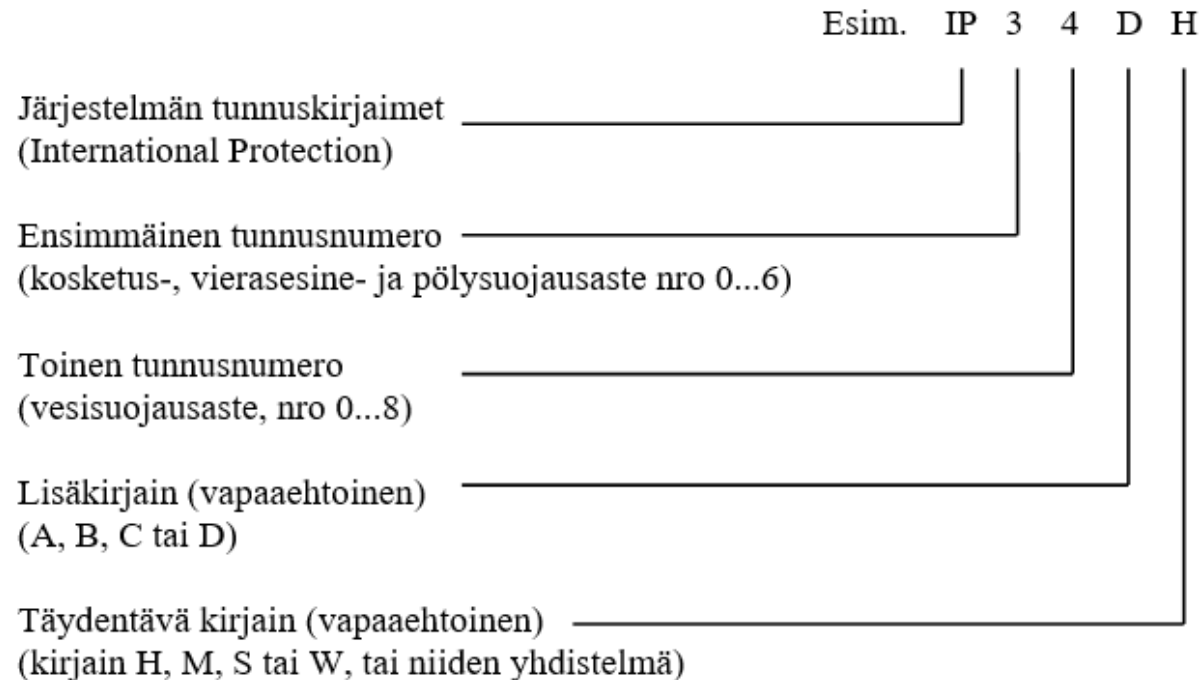 Esim. IP 3 4 D H
Järjestelmän tunnuskirjaimet
(International Protection)
Ensimmäinen tunnusnumero
(kosketus-, vierasesine- ja pölysuojausaste nro 0...6)
Toinen tunnusnumero
(vesisuojausaste, nro 0...8)
Lisäkirjain (vapaaehtoinen)
(A, B, C tai D)
Täydentävä kirjain (vapaaehtoinen)
(kirjain H, M, S tai W, tai niiden yhdistelmä)